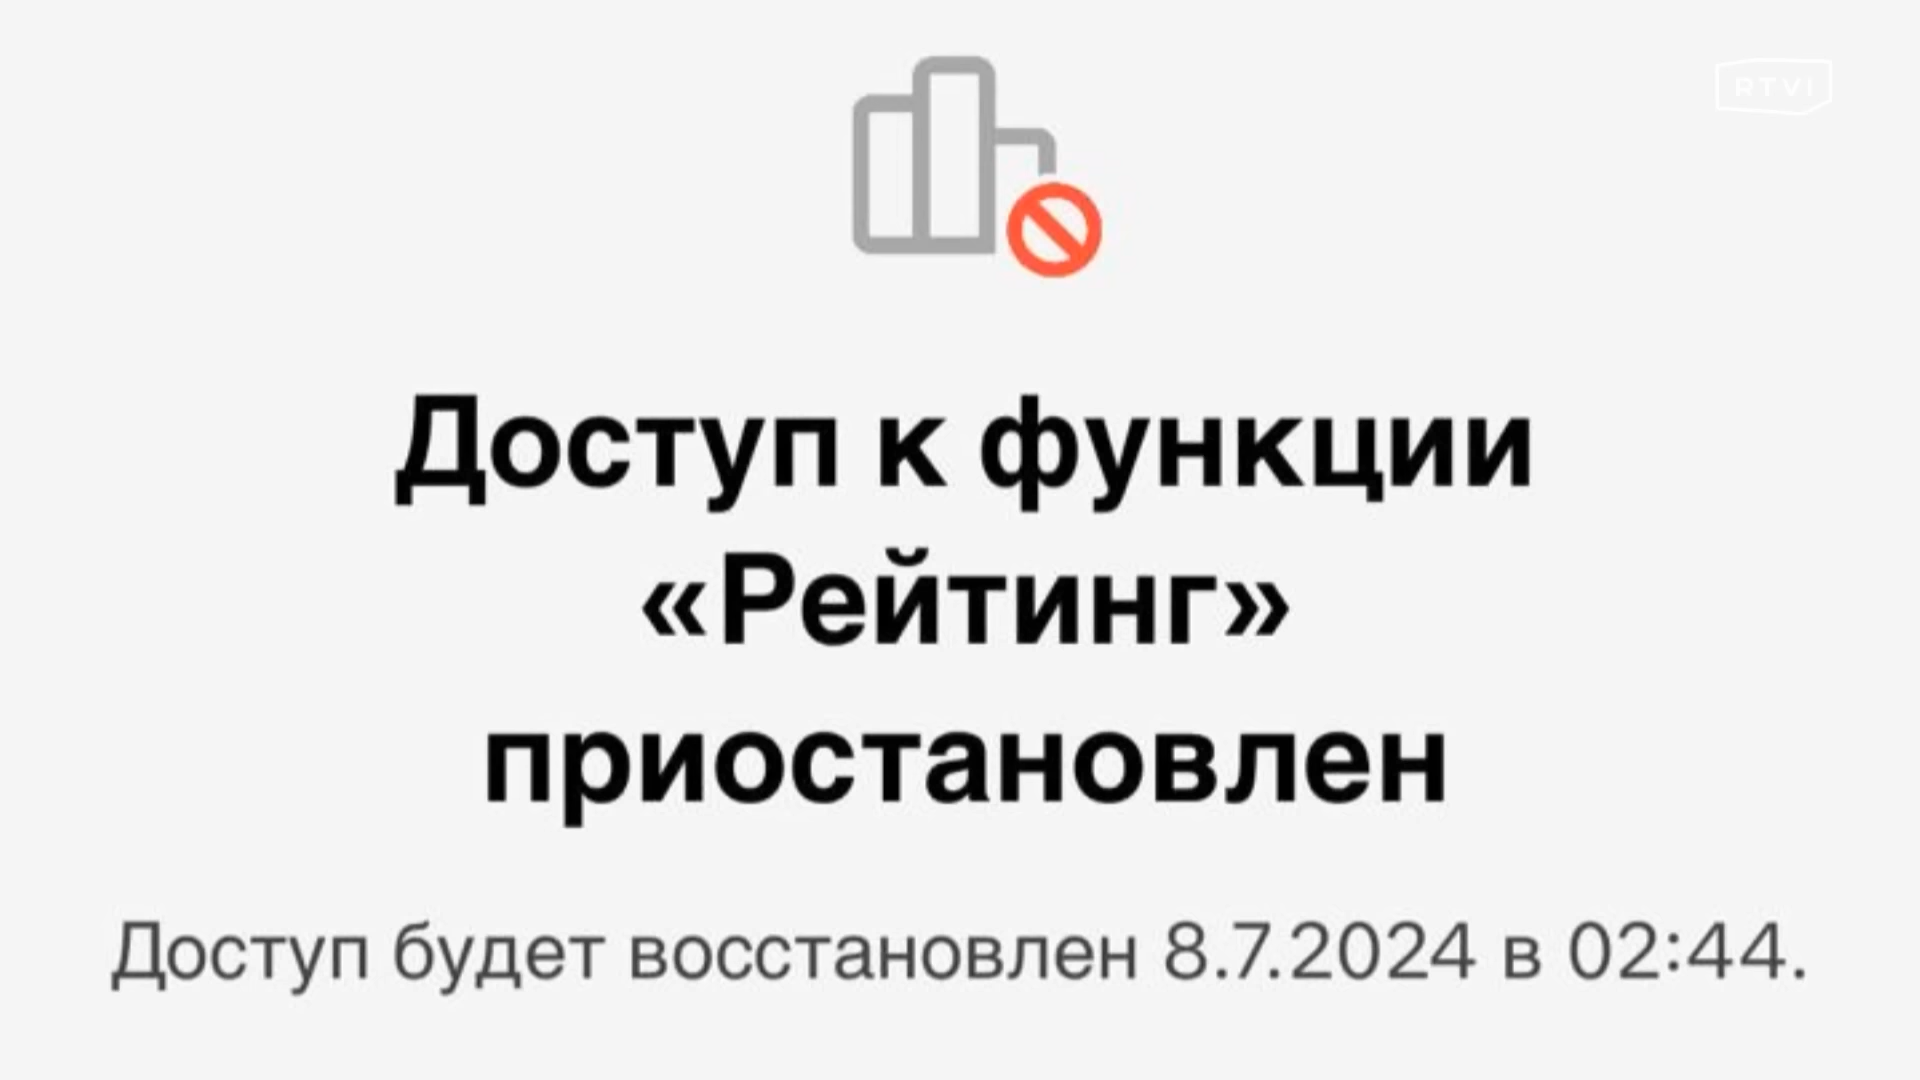 RTVI
Доступ к функции
«Рейтинг»
приостановлен
Доступ будет восстановлен 8.7.2024 в 02:44.